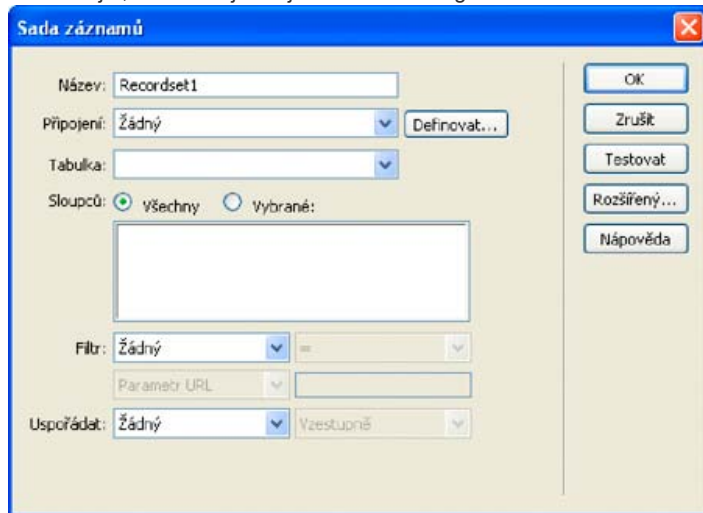 Sada záznamů
Název: Recordset1
Připojení: Žádný Definovat...
Tabulka:
Sloupců: Všechny Vybrané:
Filtr: Žádný =
Parametr URL
Uspořádat: Žádný Vzestupně
OK
Zrušit
Testovat
Rozšířený...
Nápověda